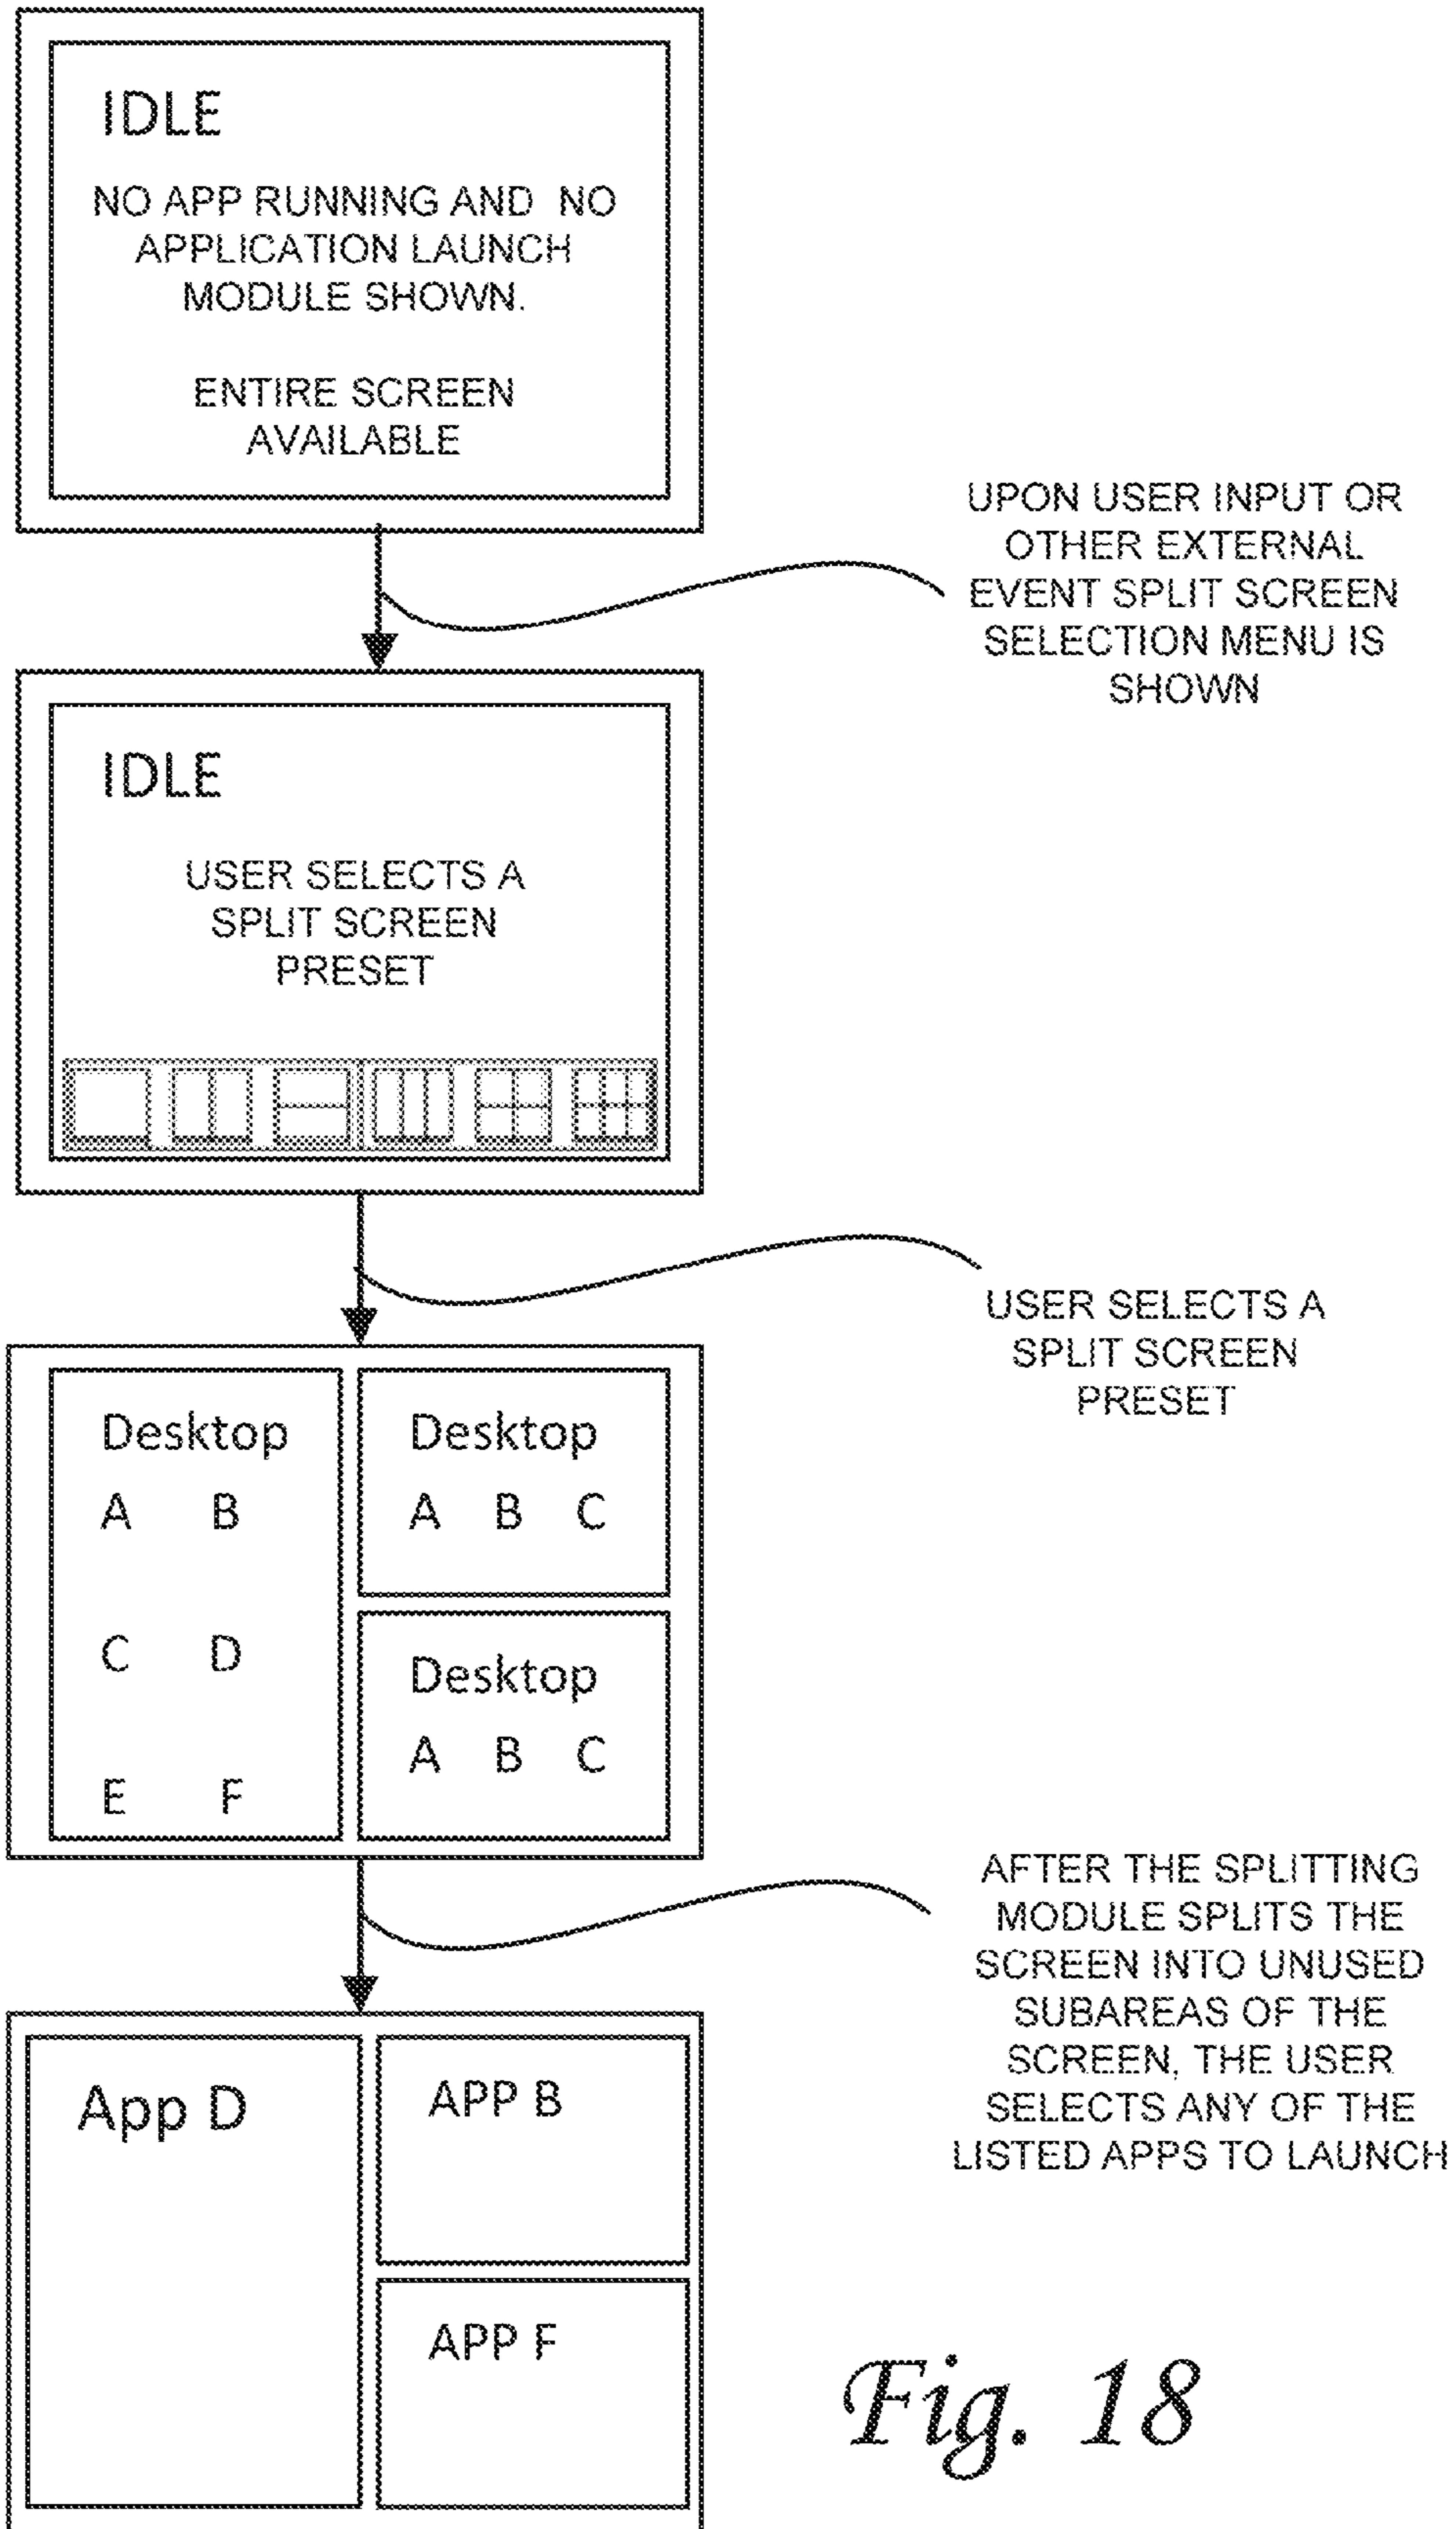 IDLE
NO APP RUNNING AND NO
APPLICATION LAUNCH
MODULE SHOWN.
ENTIRE SCREEN
AVAILABLE
UPON USER INPUT OR
OTHER EXTERNAL
EVENT SPLIT SCREEN
SELECTION MENU IS
SHOWN
IDLE
USER SELECTS A
SPLIT SCREEN
PRESET
USER SELECTS A
SPLIT SCREEN
PRESET
Desktop
A B
C D
E F
Desktop
A B C
Desktop
A B C
AFTER THE SPLITTING
MODULE SPLITS THE
SCREEN INTO UNUSED
SUBAREAS OF THE
SCREEN, THE USER
SELECTS ANY OF THE
LISTED APPS TO LAUNCH
App D
APP B
APP F
Fig. 18